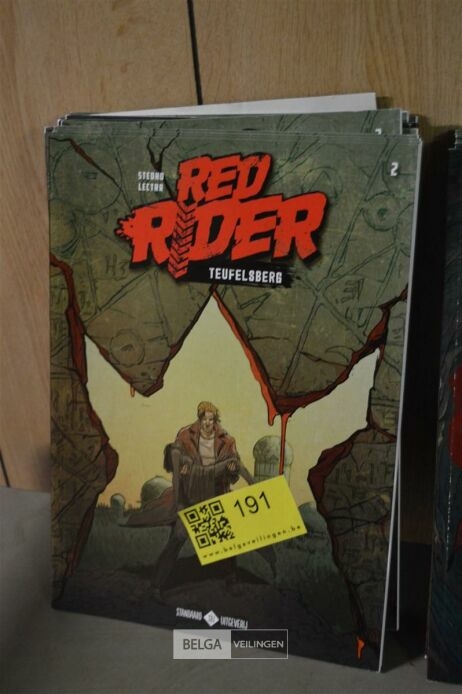 STEDHO
LECTRR
RED
RIDER
TEUFELSBERG
2
191
www.belgaveilingen.be
STANDAARD
UITGEVERIJ
BELGA VEILINGEN